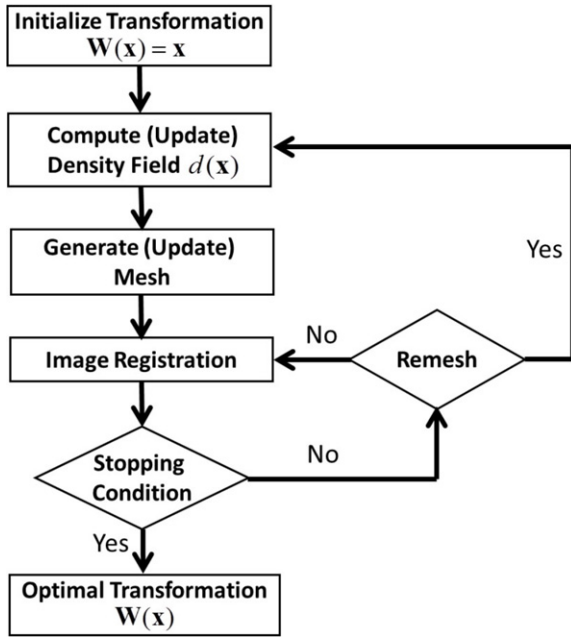 Initialize Transformation
W(x) = x
Compute (Update)
Density Field d(x)
Generate (Update)
Mesh
Yes
Image Registration
No
Remesh
Stopping
Condition
No
Yes
Optimal Transformation
W(x)